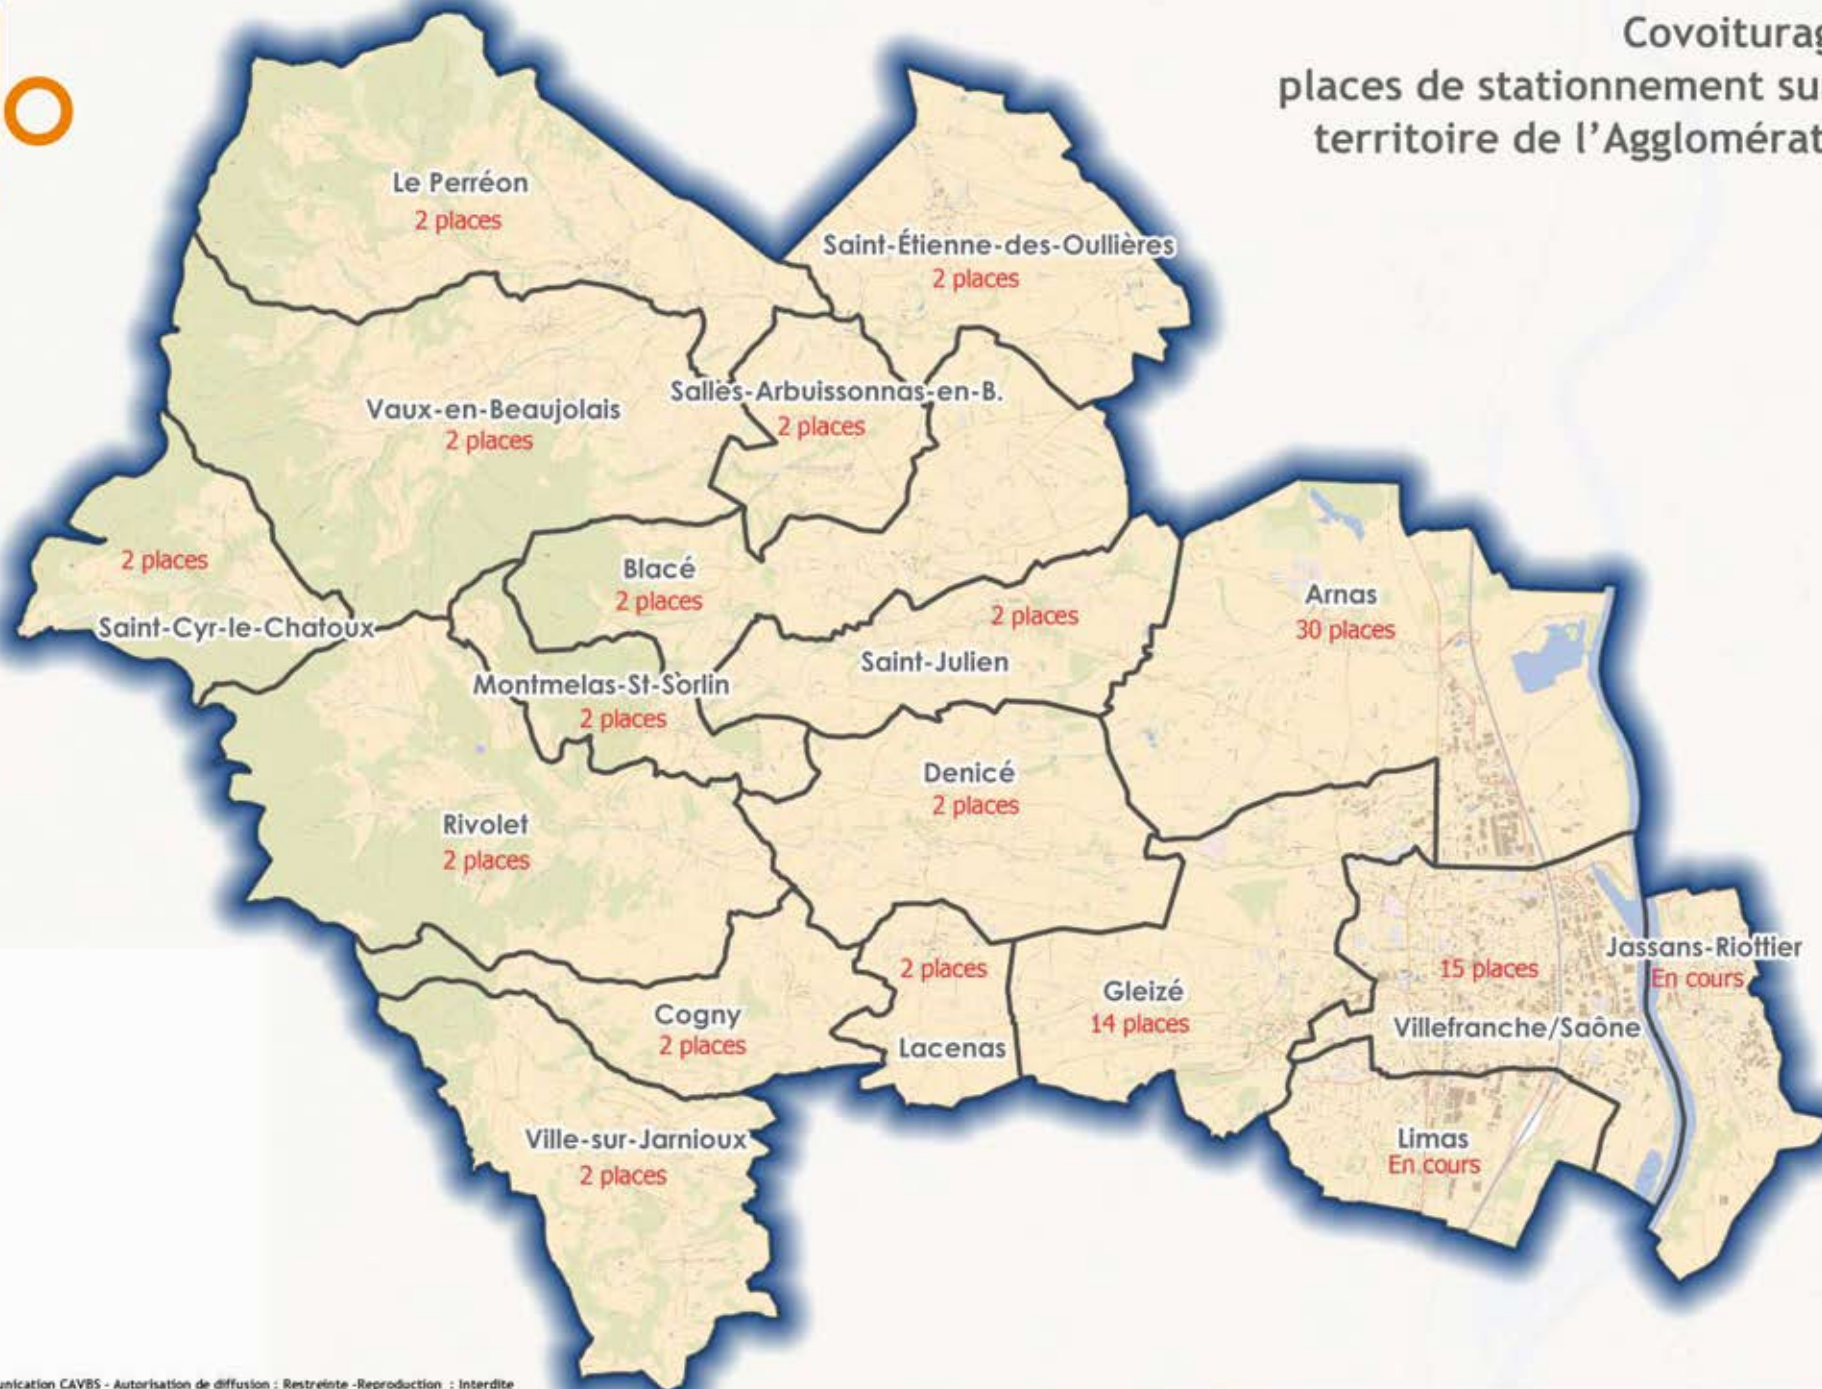 Covoiturag
places de stationnement su
territoire de l'Agglomérat
Le Perréon
2 places
Saint-Étienne-des-Oullières
2 places
Vaux-en-Beaujolais
2 places
Salles-Arbuissonnas-en-B.
2 places
2 places
Saint-Cyr-le-Chatoux
Blacé
2 places
2 places
Saint-Julien
Arnas
30 places
Montmelas-St-Sorlin
2 places
Denicé
2 places
Rivolet
2 places
2 places
Lacenas
Gleizé
14 places
15 places
Villefranche/Saône
Jassans-Riottier
En cours
Cogny
2 places
Ville-sur-Jarnioux
2 places
Limas
En cours
unication CAVBS - Autorisation de diffusion : Restreinte -Reproduction : Interdite